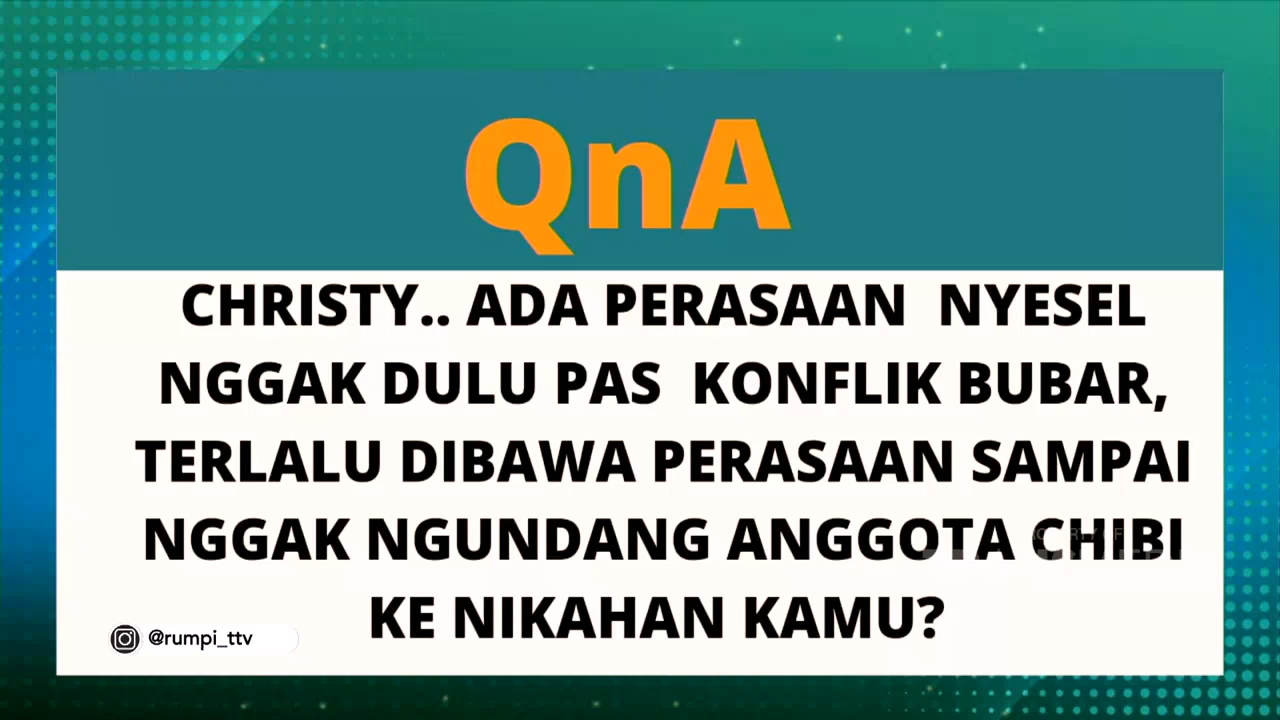 QnA
CHRISTY.. ADA PERASAAN NYESEL
NGGAK DULU PAS KONFLIK BUBAR,
TERLALU DIBAWA PERASAAN SAMPAI
NGGAK NGUNDANG ANGGOTA CHIBI
KE NIKAHAN KAMU?
@rumpi_ttv